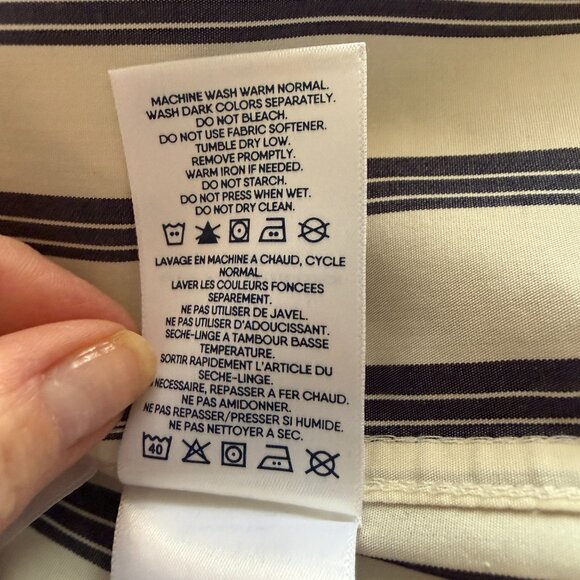 MACHINE WASH WARM NORMAL.
WASH DARK COLORS SEPARATELY.
DO NOT BLEACH.
DO NOT USE FABRIC SOFTENER.
TUMBLE DRY LOW.
REMOVE PROMPTLY.
WARM IRON IF NEEDED.
DO NOT STARCH.
DO NOT PRESS WHEN WET.
DO NOT DRY CLEAN.
LAVAGE EN MACHINE A CHAUD, CYCLE
NORMAL.
LAVER LES COULEURS FONCEES
SEPAREMENT.
NE PAS UTILISER DE JAVEL.
NE PAS UTILISER D'ADOUCISSANT.
SECHE-LINGE A TAMBOUR BASSE
TEMPERATURE.
SORTIR RAPIDEMENT L'ARTICLE DU
SECHE-LINGE.
NECESSAIRE, REPASSER A FER CHAUD.
NE PAS AMIDONNER.
NE PAS REPASSER/PRESSER SI HUMIDE.
NE PAS NETTOYER A SEC.
40